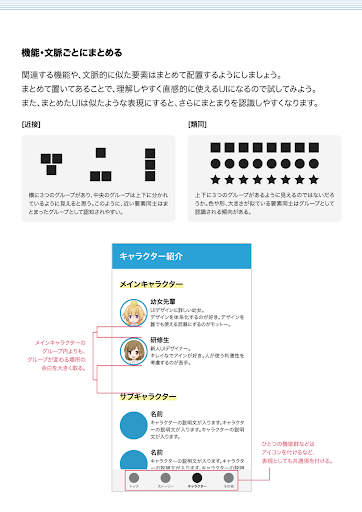 機能・文脈ごとにまとめる
関連する機能や、文脈的に似た要素はまとめて配置するようにしましょう。
まとめて置いてあることで、理解しやすく直感的に使えるUIになるので試してみよう。
また、まとめたUIは似たような表現にすると、さらにまとまりを認識しやすくなります。
[近接]
[類同]
横に3つのグループがあり、中央のグループは上下に分かれ
ているように見えると思う。このように、近い要素同士はま
とまったグループとして認知されやすい。
上下に3つのグループがあるように見えるのではないだろ
うか。色や形、大きさが似ている要素同士はグループとして
認識される傾向がある。
キャラクター紹介
メインキャラクター
幼女先輩
UIデザインに詳しい幼女。
デザインを体系化するのが好き。デザインを
誰でも使える武器にするのがモットー。
研修生
新人UIデザイナー。
キレイなでアインが好き。人が使う利便性を
考慮するのが苦手。
メインキャラクターの
グループ内よりも、
グループが変わる場所の
余白を大きく取る。
サブキャラクター
名前
キャラクターの説明文が入ります。キャラクタ
ーの説明文が入ります。キャラクターの説明
文が入ります。
名前
キャラクターの説明文が入ります。キャラクタ
ーの説明文が入ります。キャラクターの説明
トップ
ストーリー
キャラクター
その他
ひとつの機能群などは
アイコンを付けるなど、
表現としても共通項を付ける。